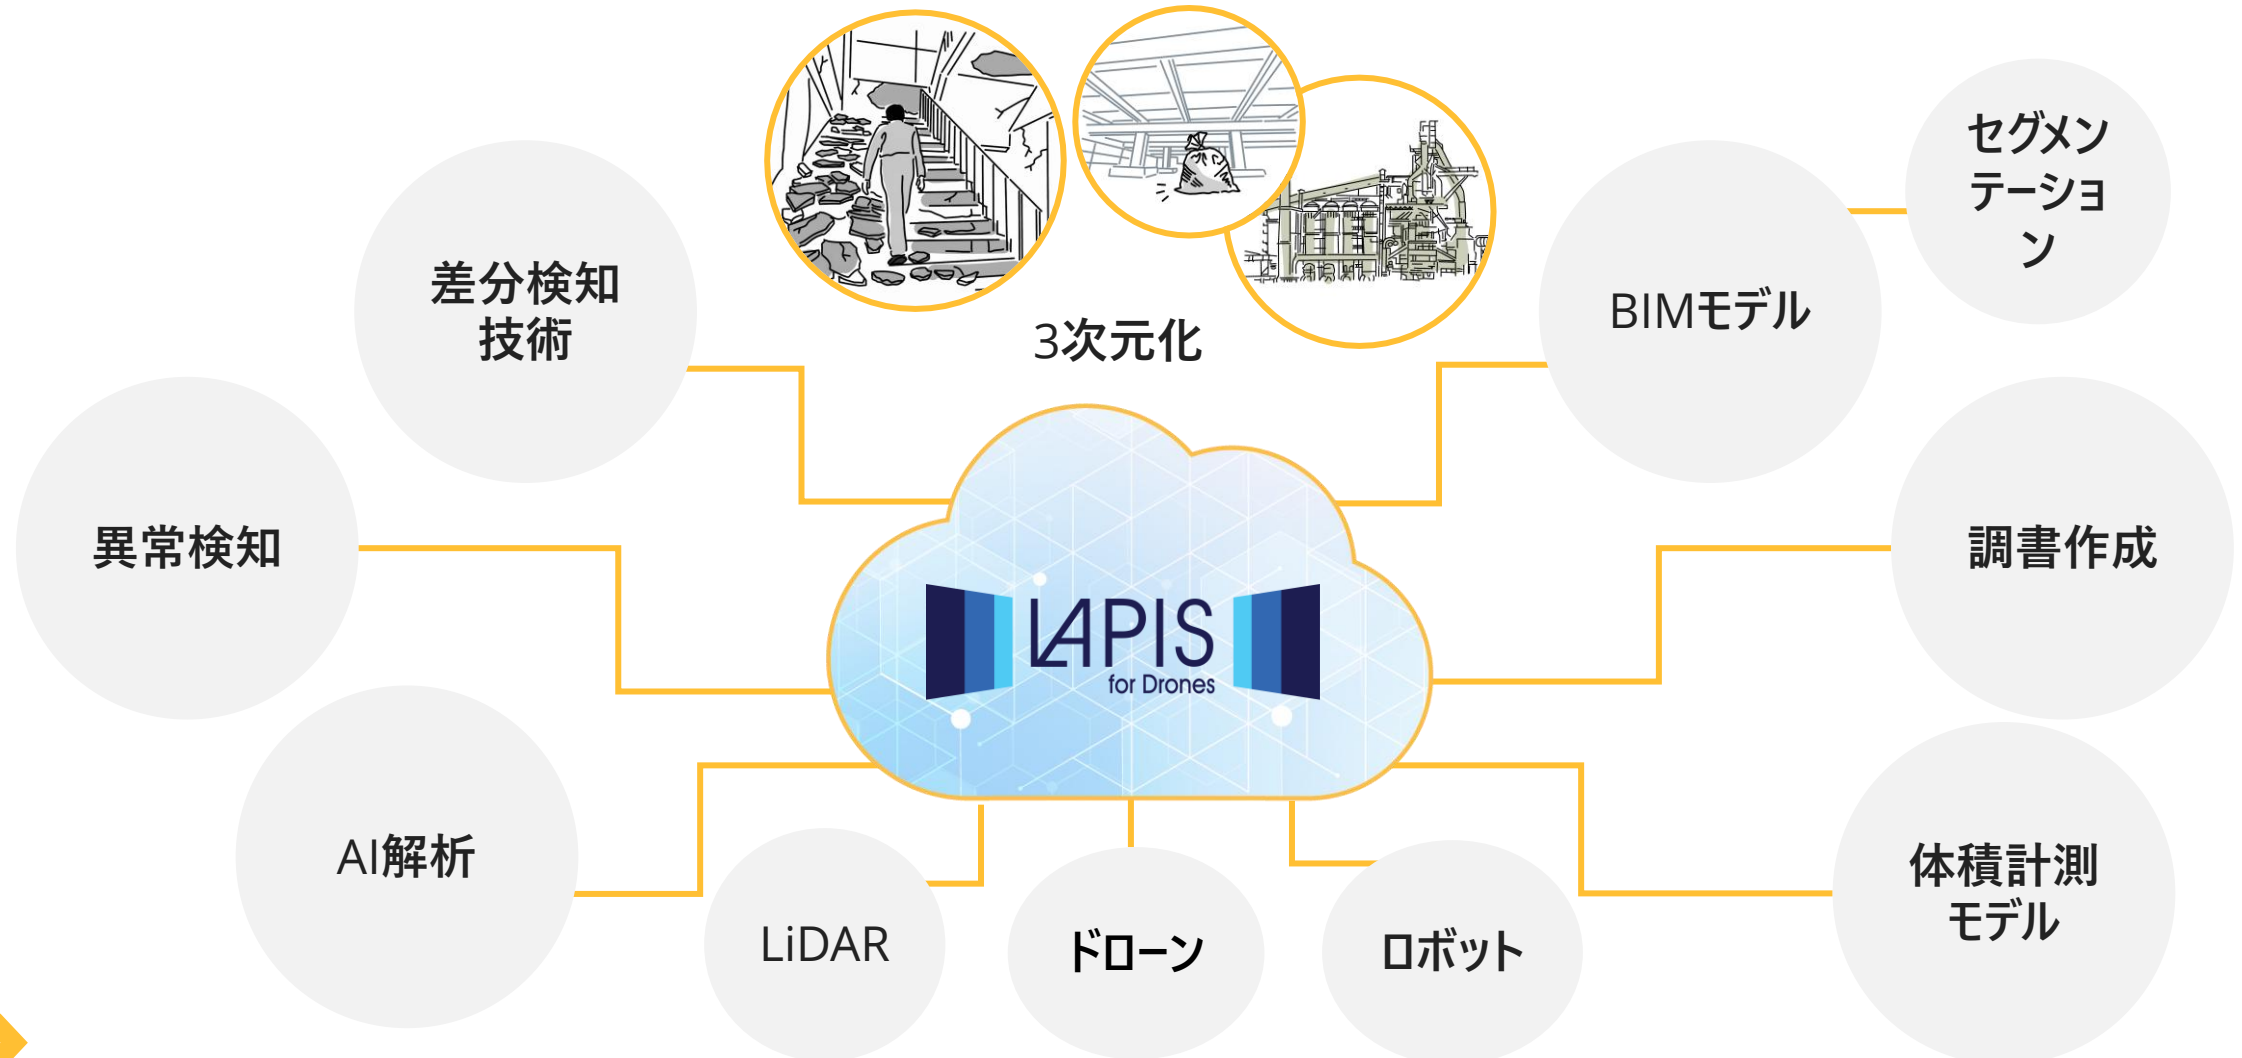 セグメン
テーショ
ン
差分検知
技術
3次元化
BIMモデル
異常検知
調書作成
LAPIS
for Drones
AI解析
体積計測
モデル
LiDAR
ドローン
ロボット